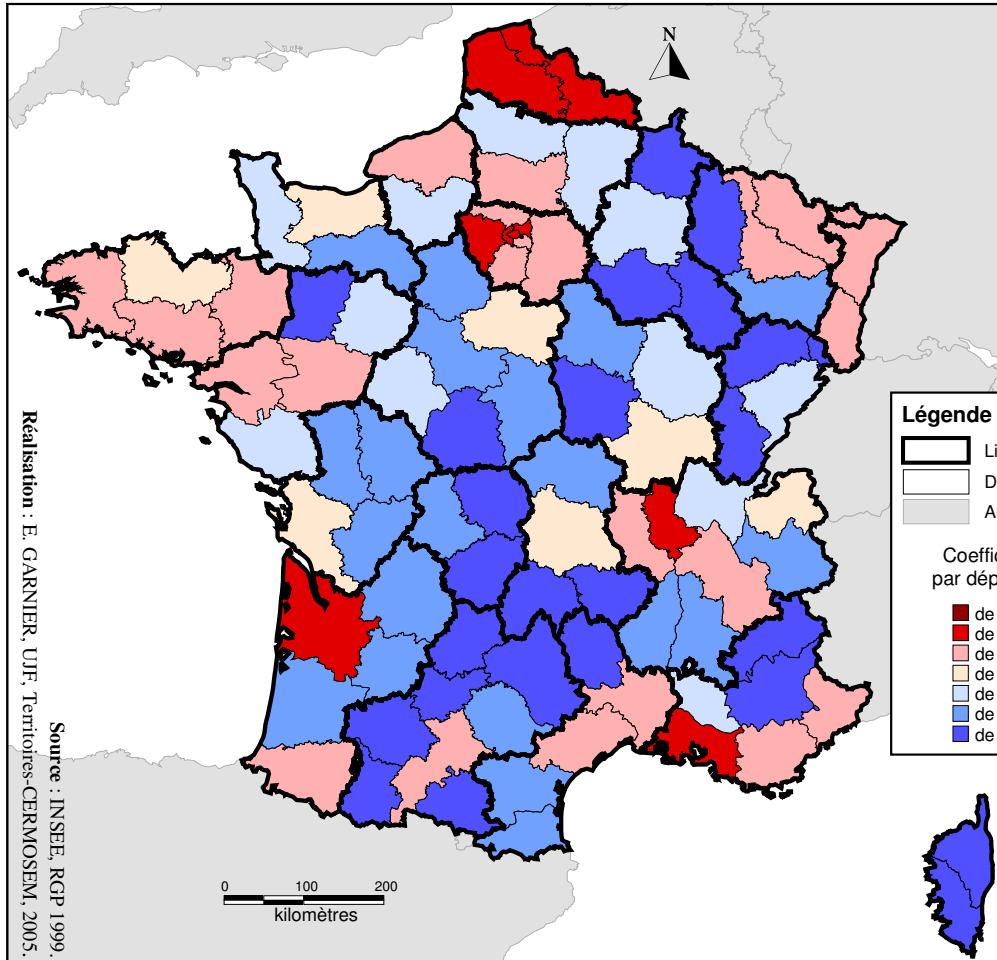 N
Légende
Li
D
Au
Coeffic
par dép
de
de
de
de
de
de
de
0 100 200
kilomètres
Réalisation : E. GARNIER, UJF, Territoires-CERMOSEM, 2005.
Source : INSEE, RGP 1999.